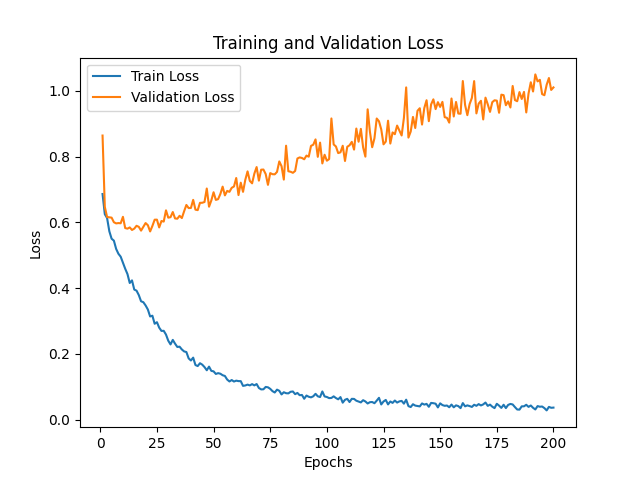 Training and Validation Loss
Train Loss
Validation Loss
1.0
0.8
0.6
0.4
0.2
0.0
Loss
0 25 50 75 100 125 150 175 200
Epochs